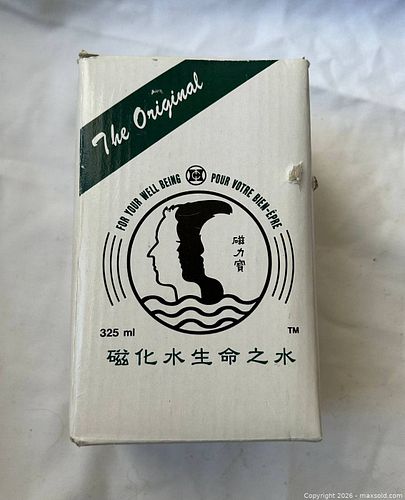 The Original
FOR YOUR WELL BEING POUR VOTRE BIEN-ÉPRE
磁力寶
325 ml
TM
磁化水生命之水
Copyright © 2026 - maxsold.com